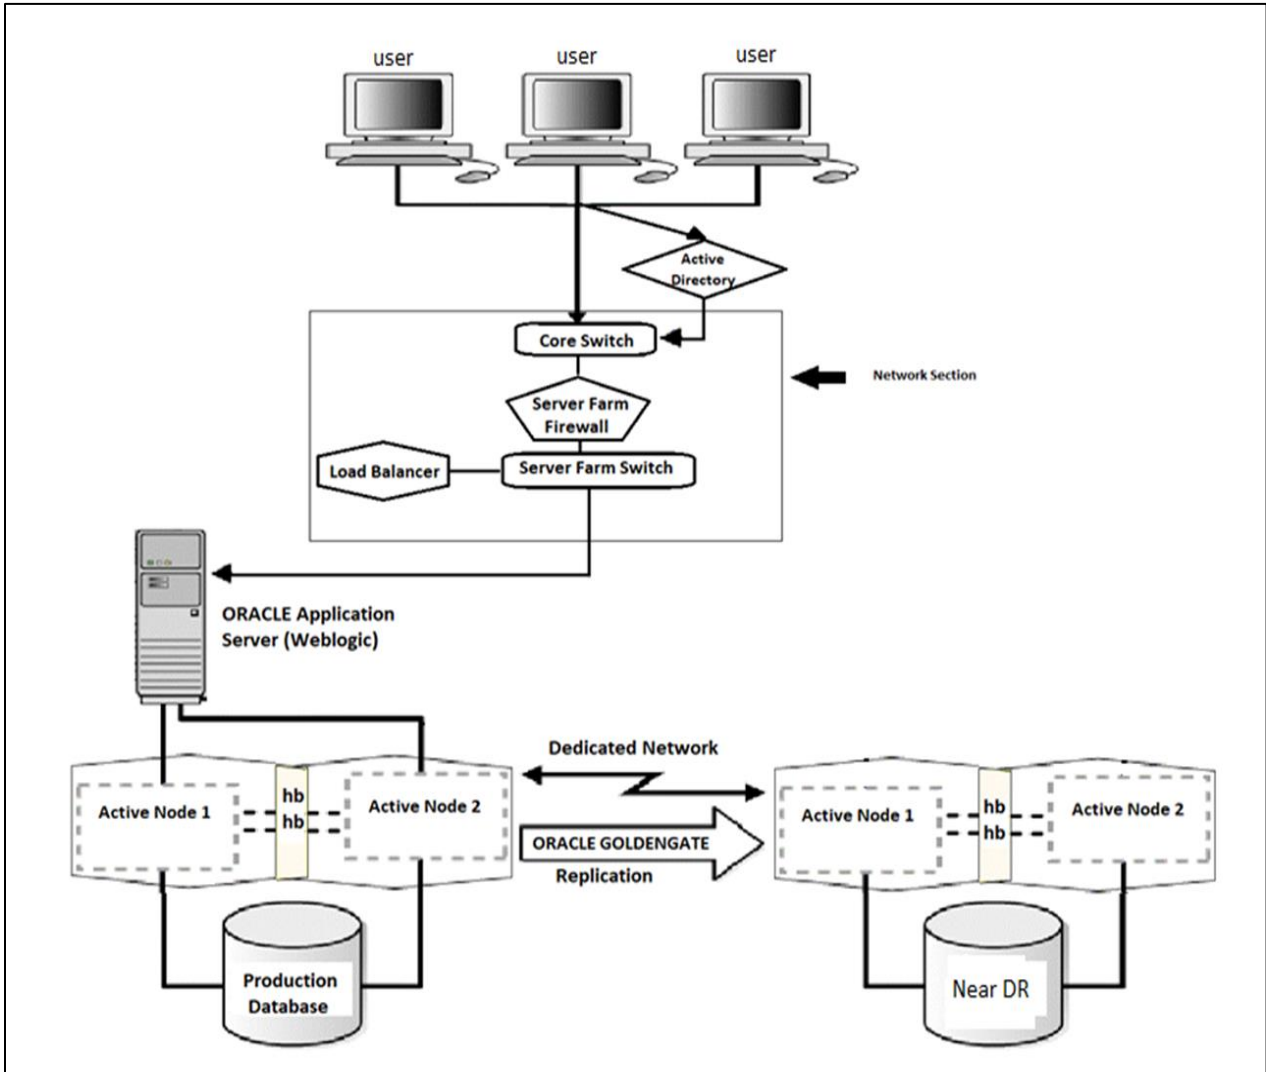 user
user
user
Active
Directory
Core Switch
Network Section
Server Farm
Firewall
Load Balancer
Server Farm Switch
ORACLE Application
Server (Weblogic)
Dedicated Network
Active Node 1
hb
hb
Active Node 2
ORACLE GOLDENGATE
Replication
Active Node 1
hb
hb
Active Node 2
Production
Database
Near DR